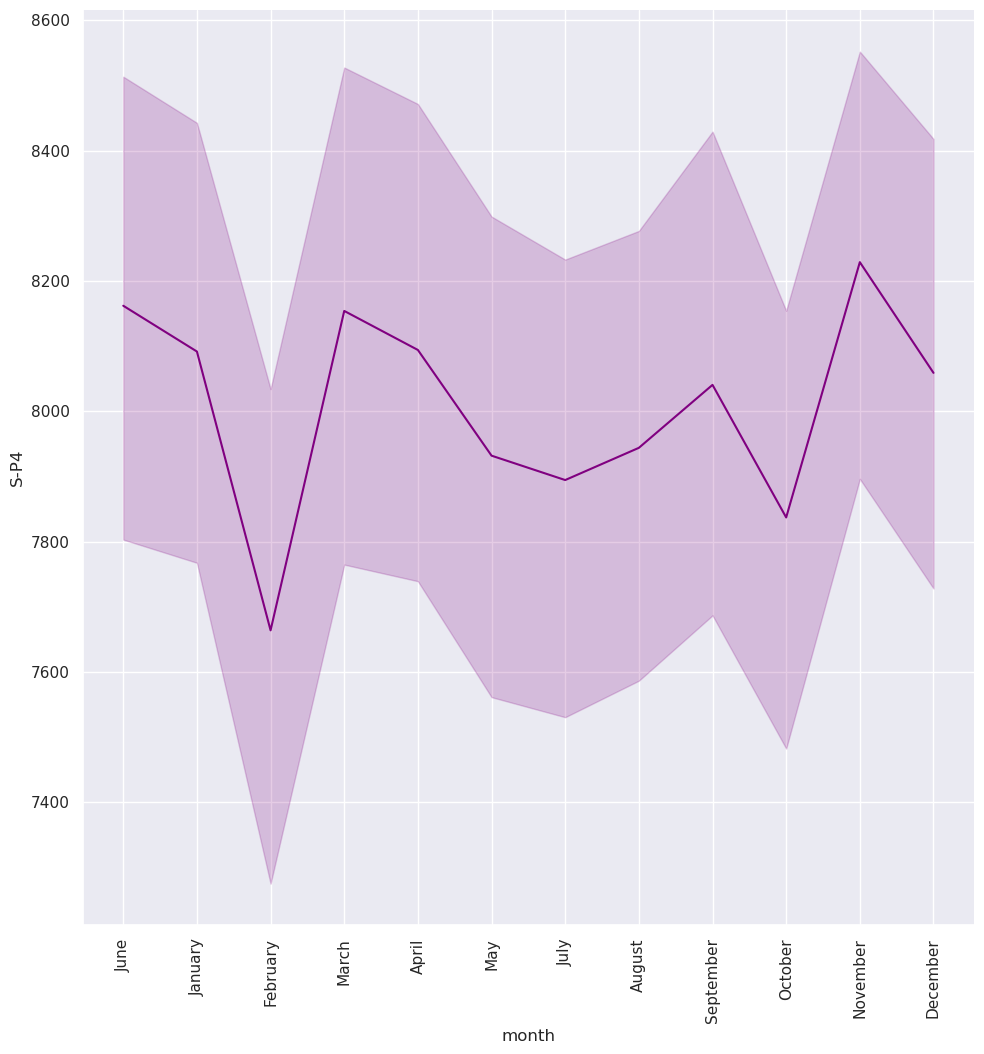 8600
8400
8200
8000
7800
7600
7400
S-P4
June
January
February
March
April
May
July
August
September
October
November
December
month